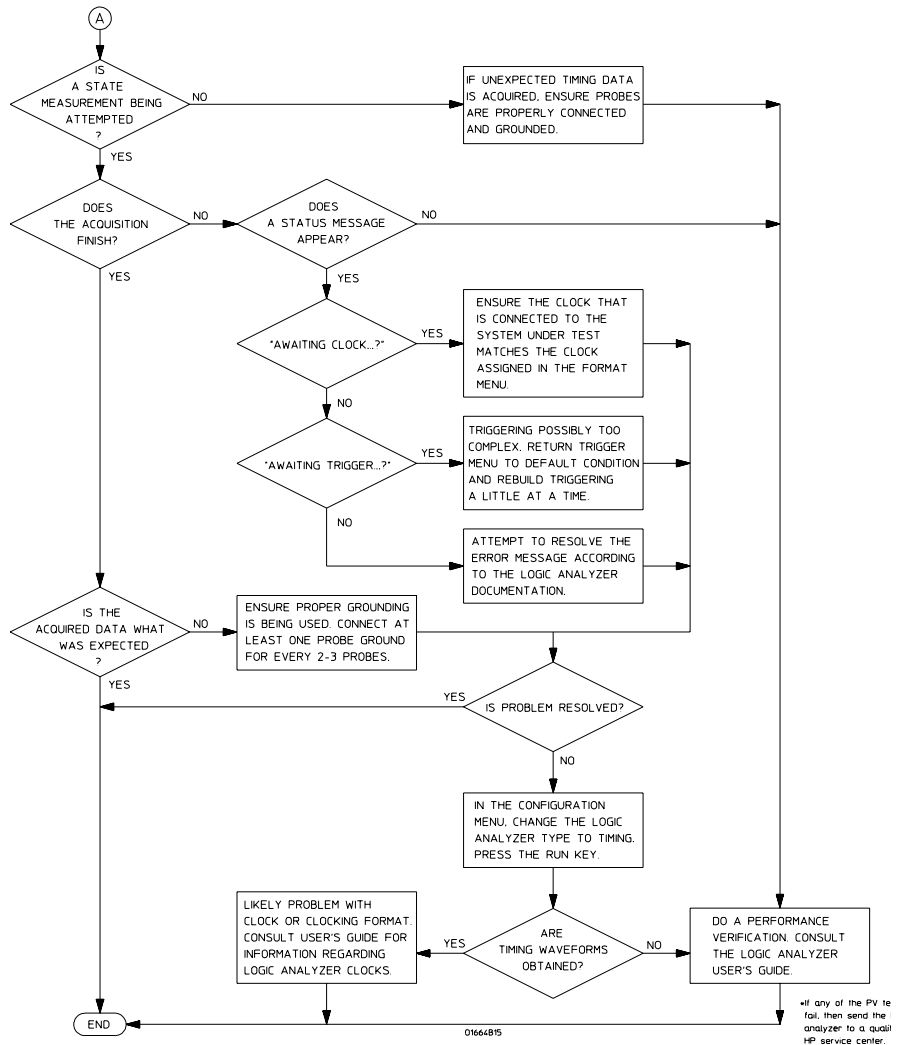 A
IS
A STATE
MEASUREMENT BEING
ATTEMPTED
?
NO
IF UNEXPECTED TIMING DATA
IS ACQUIRED, ENSURE PROBES
ARE PROPERLY CONNECTED
AND GROUNDED.
YES
DOES
THE ACQUISITION
FINISH?
NO
DOES
A STATUS MESSAGE
APPEAR?
NO
YES
YES
"AWAITING CLOCK...?"
YES
ENSURE THE CLOCK THAT
IS CONNECTED TO THE
SYSTEM UNDER TEST
MATCHES THE CLOCK
ASSIGNED IN THE FORMAT
MENU.
NO
"AWAITING TRIGGER...?"
YES
TRIGGERING POSSIBLY TOO
COMPLEX. RETURN TRIGGER
MENU TO DEFAULT CONDITION
AND REBUILD TRIGGERING
A LITTLE AT A TIME.
NO
ATTEMPT TO RESOLVE THE
ERROR MESSAGE ACCORDING
TO THE LOGIC ANALYZER
DOCUMENTATION.
IS THE
ACQUIRED DATA WHAT
WAS EXPECTED
?
NO
ENSURE PROPER GROUNDING
IS BEING USED. CONNECT AT
LEAST ONE PROBE GROUND
FOR EVERY 2-3 PROBES.
YES
YES
IS PROBLEM RESOLVED?
NO
IN THE CONFIGURATION
MENU, CHANGE THE LOGIC
ANALYZER TYPE TO TIMING.
PRESS THE RUN KEY.
LIKELY PROBLEM WITH
CLOCK OR CLOCKING FORMAT.
CONSULT USER'S GUIDE FOR
INFORMATION REGARDING
LOGIC ANALYZER CLOCKS.
YES
ARE
TIMING WAVEFORMS
OBTAINED?
NO
DO A PERFORMANCE
VERIFICATION. CONSULT
THE LOGIC ANALYZER
USER'S GUIDE.
END
01664B15
*If any of the PV te
fail, then send the
analyzer to a quali
HP service center.